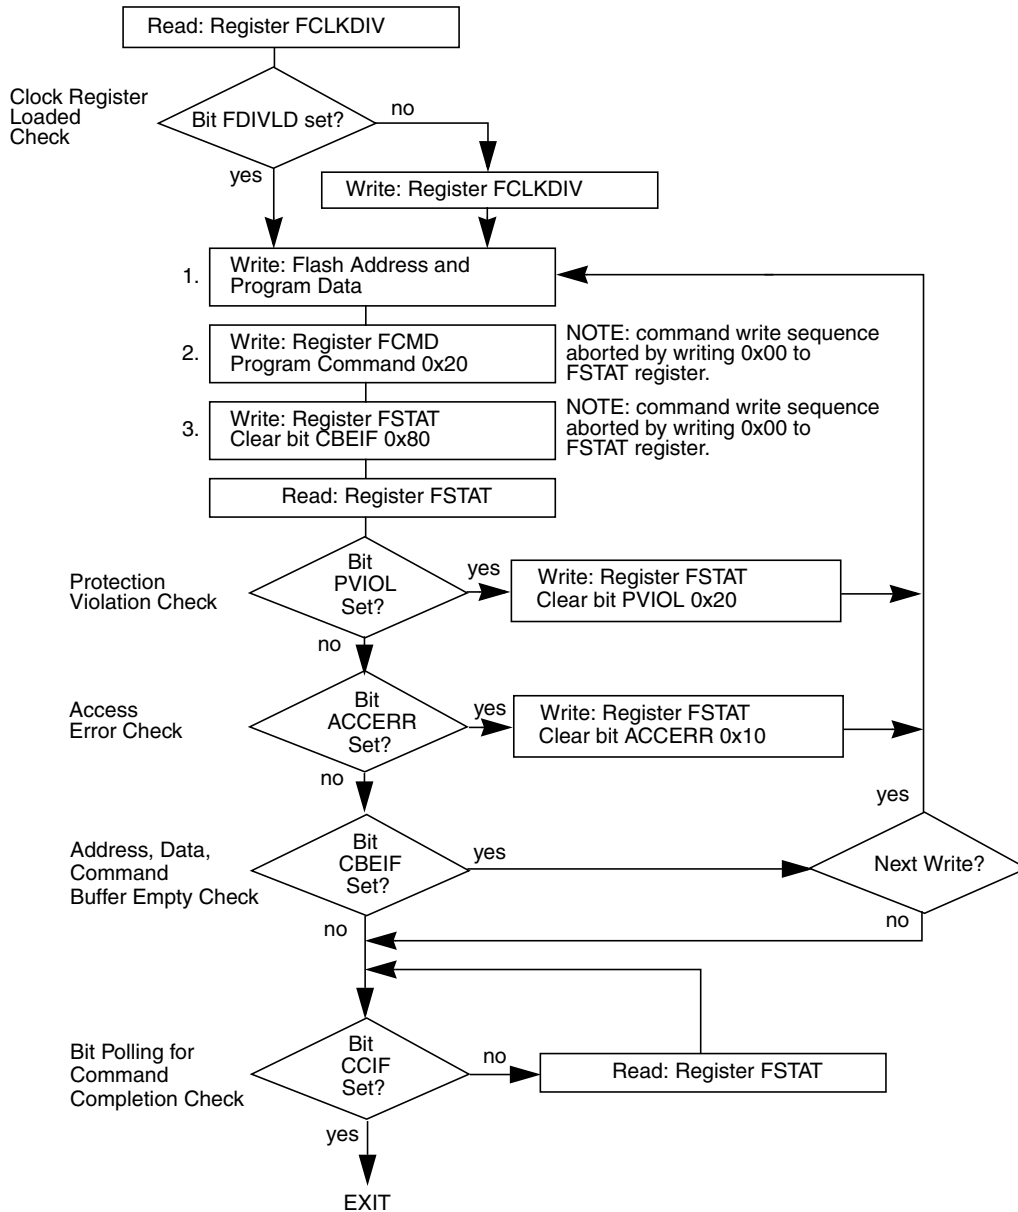 Read: Register FCLKDIV
Clock Register
Loaded
Check
Bit FDIVLD set?
no
yes
Write: Register FCLKDIV
1.
Write: Flash Address and
Program Data
2.
Write: Register FCMD
Program Command 0x20
NOTE: command write sequence
aborted by writing 0x00 to
FSTAT register.
3.
Write: Register FSTAT
Clear bit CBEIF 0x80
NOTE: command write sequence
aborted by writing 0x00 to
FSTAT register.
Read: Register FSTAT
Protection
Violation Check
Bit
PVIOL
Set?
yes
Write: Register FSTAT
Clear bit PVIOL 0x20
no
Access
Error Check
Bit
ACCERR
Set?
yes
Write: Register FSTAT
Clear bit ACCERR 0x10
no
yes
Address, Data,
Command
Buffer Empty Check
Bit
CBEIF
Set?
yes
Next Write?
no
no
Bit Polling for
Command
Completion Check
Bit
CCIF
Set?
no
Read: Register FSTAT
yes
EXIT